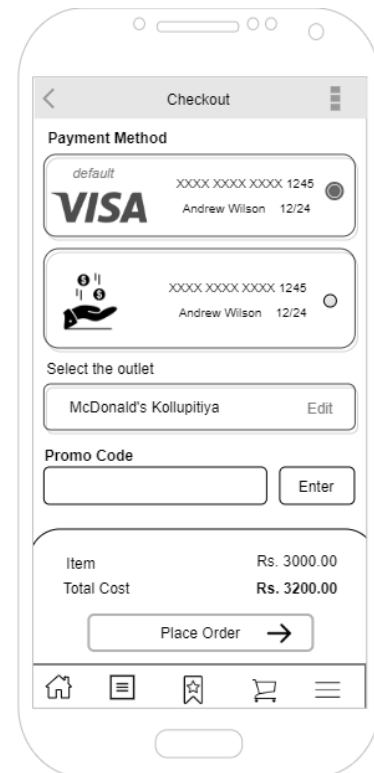 Checkout
Payment Method
default
VISA
XXXX XXXX XXXX 1245
Andrew Wilson 12/24
XXXX XXXX XXXX 1245
Andrew Wilson 12/24
Select the outlet
McDonald's Kollupitiya Edit
Promo Code
Enter
Item Rs. 3000.00
Total Cost Rs. 3200.00
Place Order